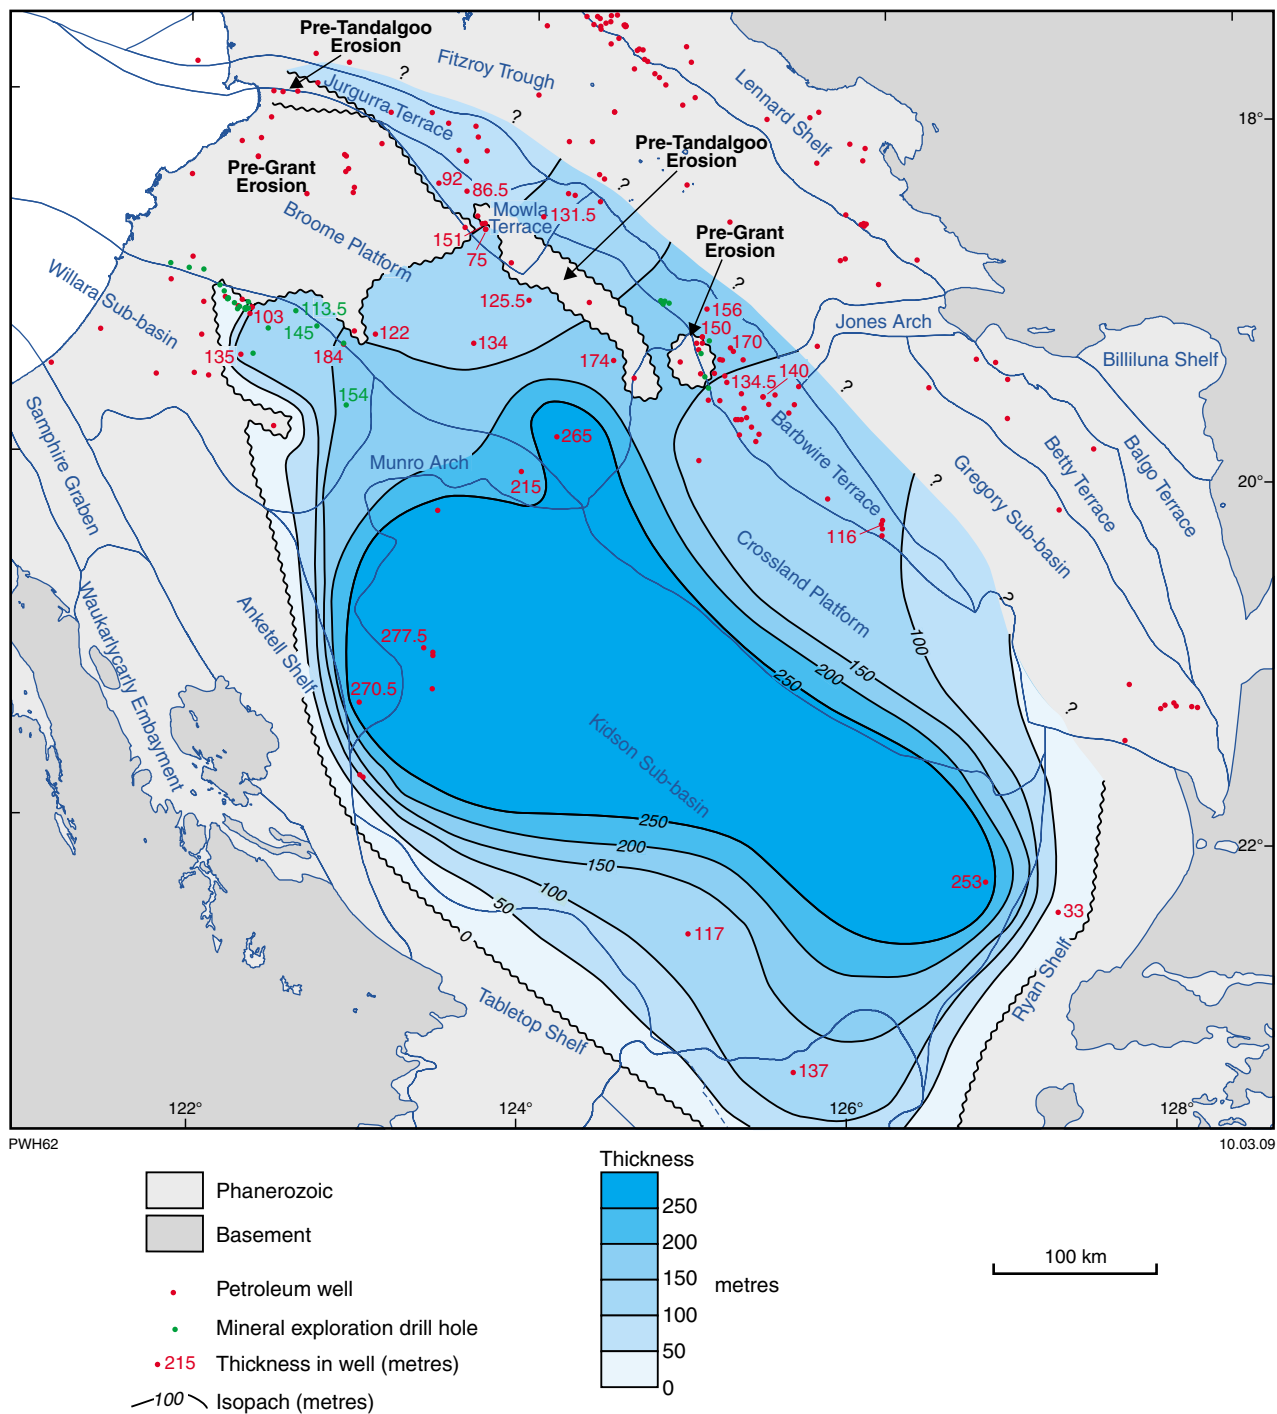 Pre-Tandalgoo
Erosion
Fitzroy Trough
?
Jurgurra Terrace
Lennard Shelf
?
18°
Pre-Tandalgoo
Erosion
Pre-Grant
Erosion
92
86.5
?
Mowla
Terrace
131.5
Broome Platform
151
75
Pre-Grant
Erosion
Willara Sub-basin
?
125.5
103
113.5
156
145
122
150
Jones Arch
135
184
134
174
170
Billiluna Shelf
134.5
140
?
154
Samphire Graben
265
Barbwire Terrace
Munro Arch
215
Betty Terrace
Balgo Terrace
?
Gregory Sub-basin
20°
116
Crossland Platform
Waukarlycarly Embayment
Anketell Shelf
?
277.5
100
150
200
250
270.5
?
Kidson Sub-basin
250
200
150
22°
100
50
253
0
117
33
Ryan Shelf
Tabletop Shelf
137
122°
124°
126°
128°
PWH62
10.03.09
Thickness
Phanerozoic
250
Basement
200
150
metres
100 km
Petroleum well
100
Mineral exploration drill hole
50
215
Thickness in well (metres)
0
100
Isopach (metres)